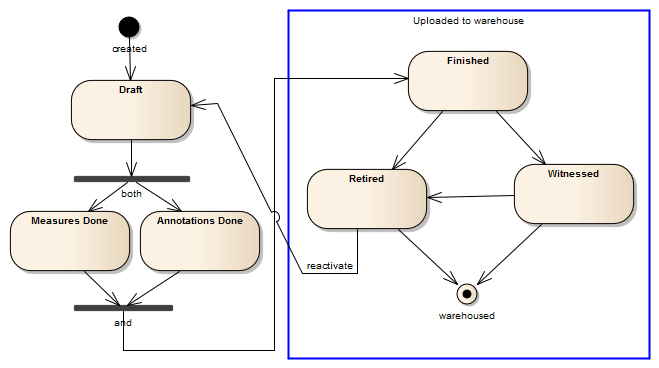 Uploaded to warehouse
created
Finished
Draft
Retired
Witnessed
both
Measures Done
Annotations Done
reactivate
warehoused
and